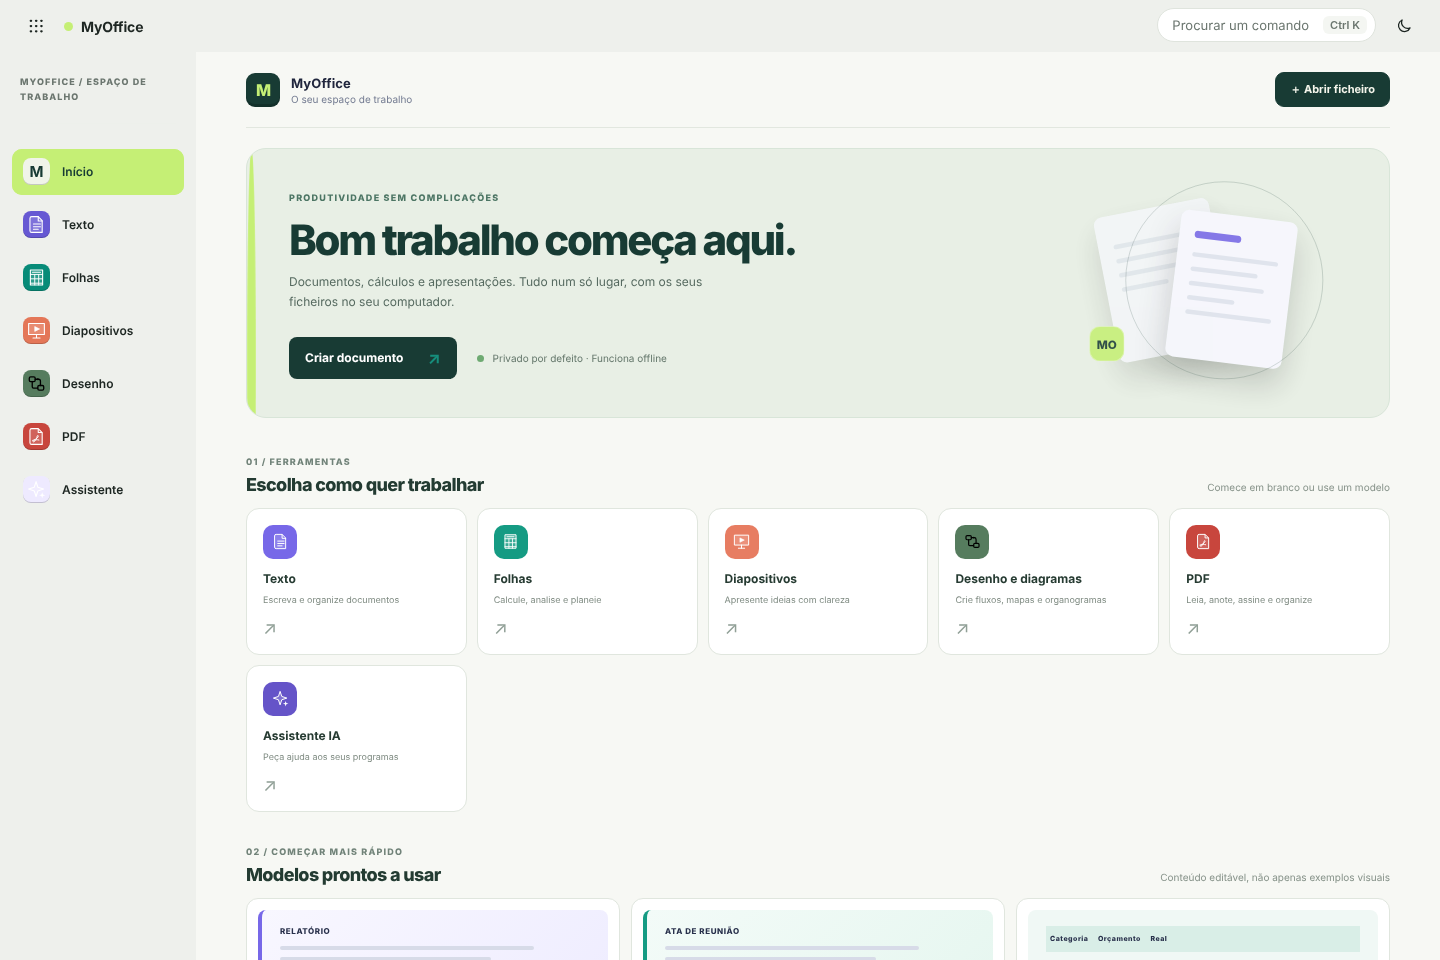 MyOffice
Procurar um comando Ctrl K
MYOFFICE / ESPAÇO DE
TRABALHO
M Início
Texto
Folhas
Diapositivos
Desenho
PDF
Assistente
M
MyOffice
O seu espaço de trabalho
+ Abrir ficheiro
PRODUTIVIDADE SEM COMPLICAÇÕES
Bom trabalho começa aqui.
Documentos, cálculos e apresentações. Tudo num só lugar, com os seus
ficheiros no seu computador.
Criar documento
Privado por defeito · Funciona offline
MO
01 / FERRAMENTAS
Escolha como quer trabalhar
Comece em branco ou use um modelo
Texto
Escreva e organize documentos
Folhas
Calcule, analise e planeie
Diapositivos
Apresente ideias com clareza
Desenho e diagramas
Crie fluxos, mapas e organogramas
PDF
Leia, anote, assine e organize
Assistente IA
Peça ajuda aos seus programas
02 / COMEÇAR MAIS RÁPIDO
Modelos prontos a usar
Conteúdo editável, não apenas exemplos visuais
RELATÓRIO
ATA DE REUNIÃO
Categoria Orçamento Real